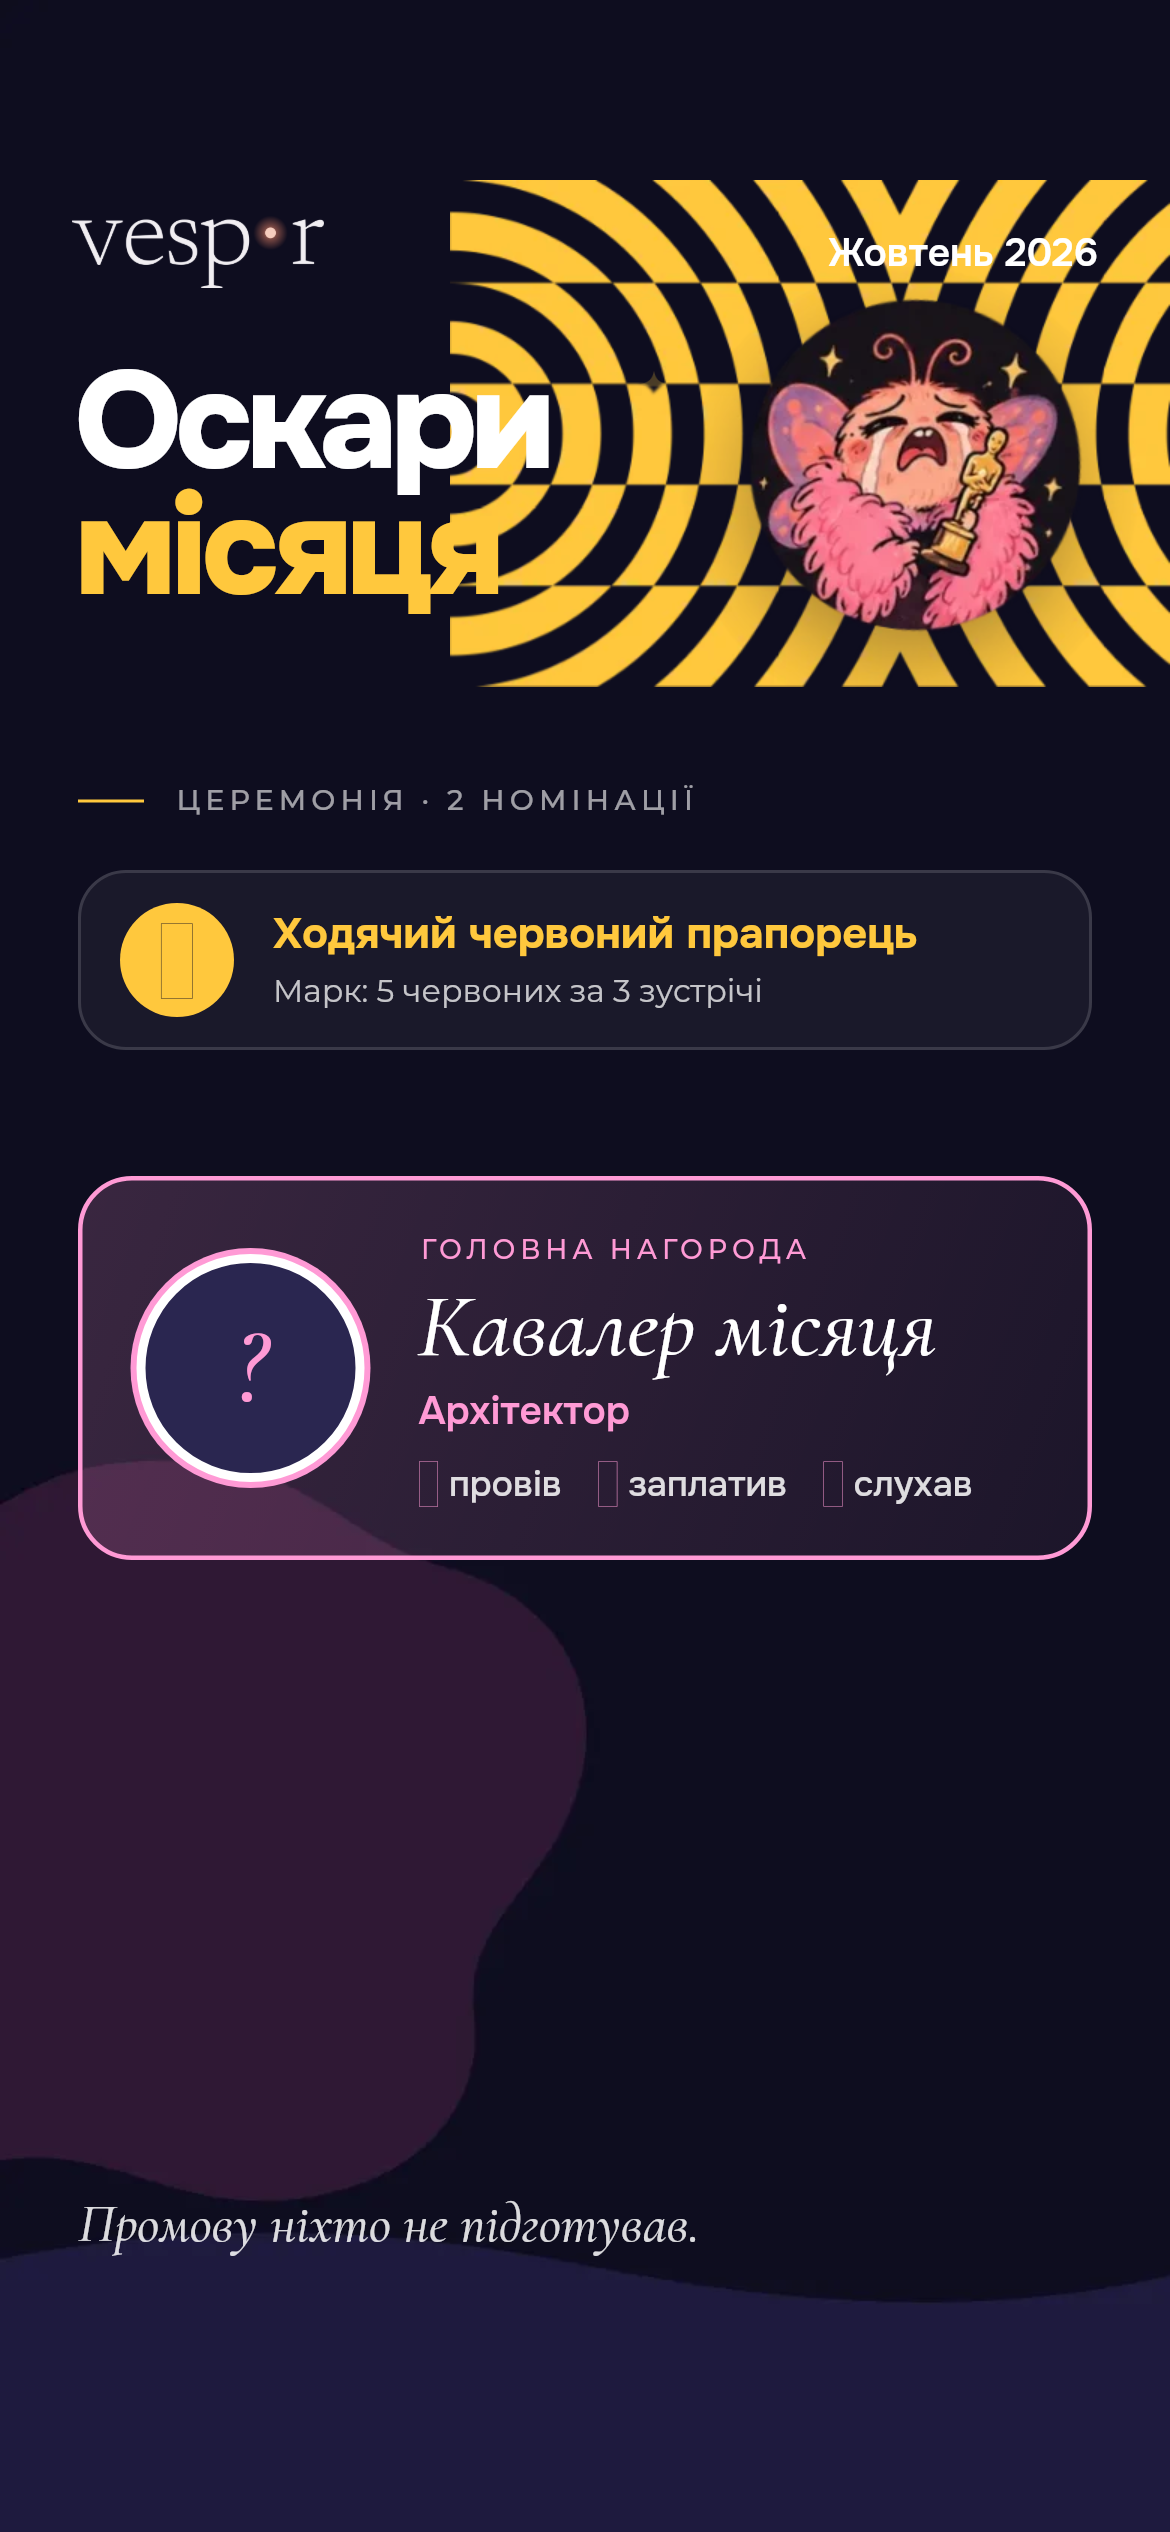 vesp•r
Жовтень 2026
Оскари
місяця
ЦЕРЕМОНІЯ · 2 НОМІНАЦІЇ
Ходячий червоний прапорець
Марк: 5 червоних за 3 зустрічі
ГОЛОВНА НАГОРОДА
?
Кавалер місяця
Архітектор
провів заплатив слухав
Промову ніхто не підготував.